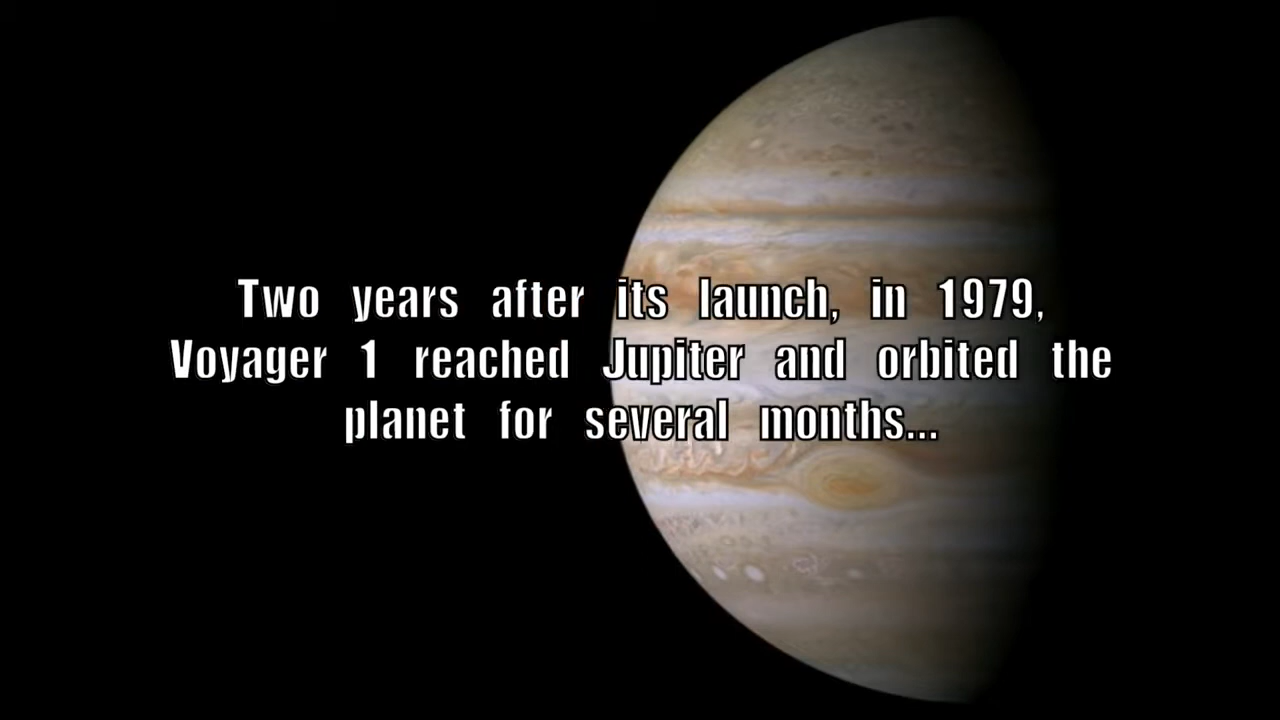 Two years after its launch, in 1979,
Voyager 1 reached Jupiter and orbited the
planet for several months...